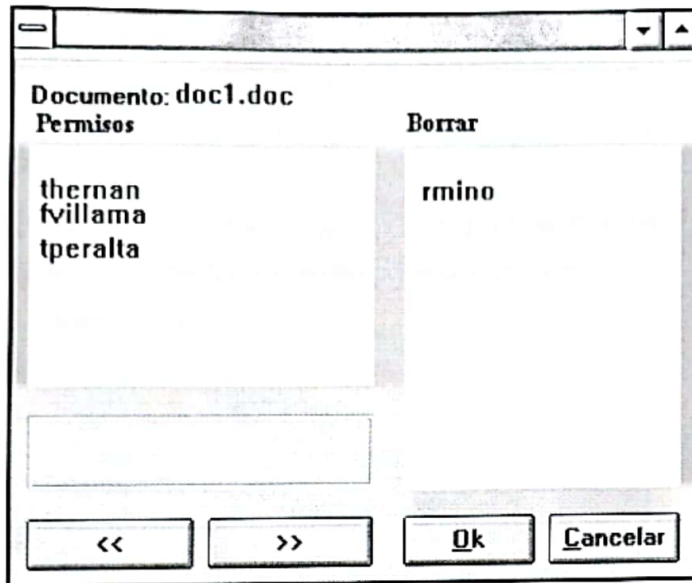 Documento: doc1.doc
Permisos
Borrar
thernan
fvillama
tperalta
rmino
<<
>>
Ok
Cancelar